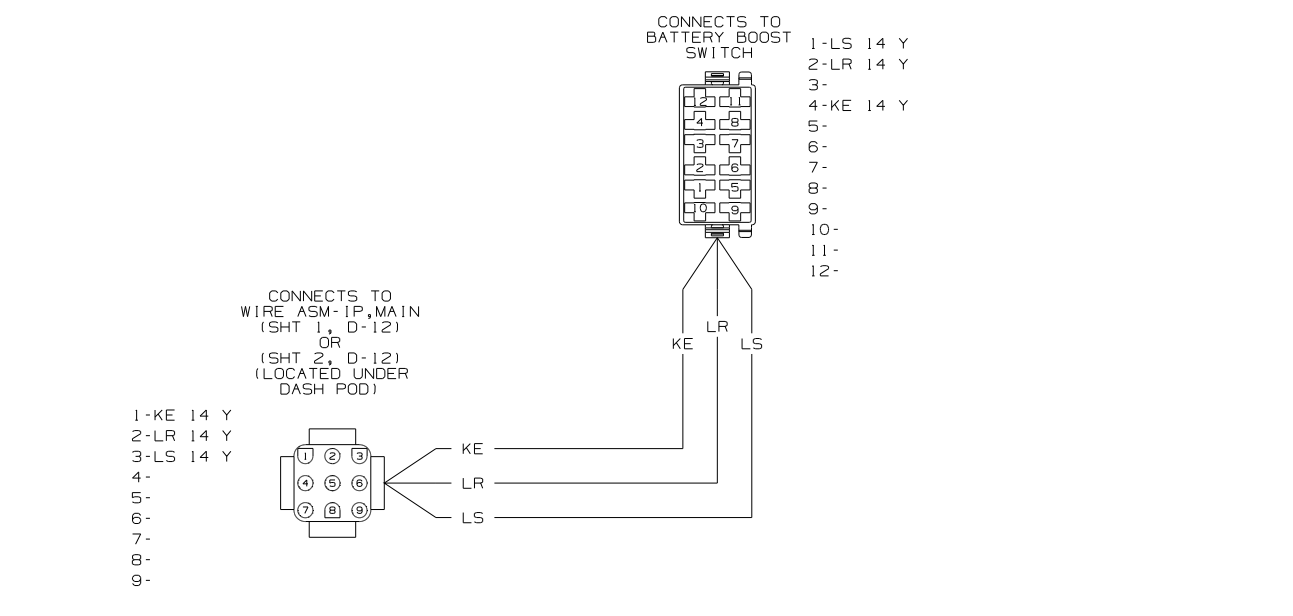 CONNECTS TO
BATTERY BOOST
SWITCH
1-LS 14 Y
2-LR 14 Y
3-
4-KE 14 Y
5-
6-
7-
8-
9-
10-
11-
12-
12 11
4 8
3 7
2 6
1 5
10 9
CONNECTS TO
WIRE ASM-IP,MAIN
(SHT 1, D-12)
OR
(SHT 2, D-12)
(LOCATED UNDER
DASH POD)
LR
KE LS
1-KE 14 Y
2-LR 14 Y
3-LS 14 Y
4-
5-
6-
7-
8-
9-
1 2 3
4 5 6
7 8 9
KE
LR
LS